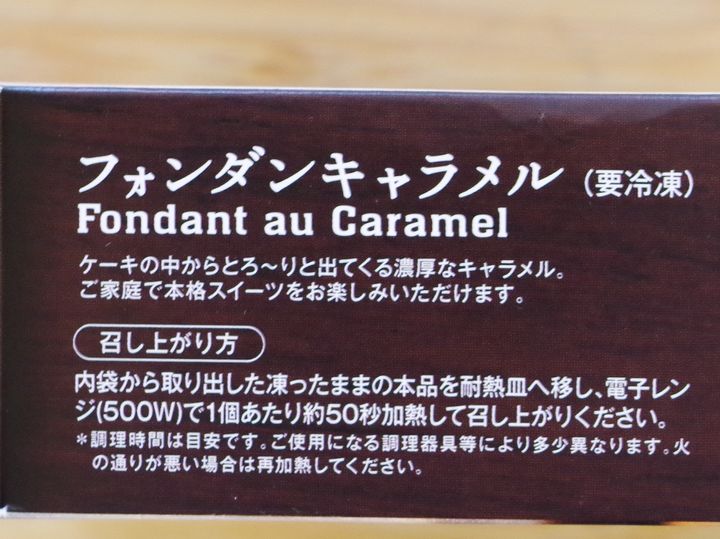 フォンダンキャラメル（要冷凍）
Fondant au Caramel
ケーキの中からとろ～りと出てくる濃厚なキャラメル。
ご家庭で本格スイーツをお楽しみいただけます。
召し上がり方
内袋から取り出した凍ったままの本品を耐熱皿へ移し、電子レン
ジ(500W)で1個あたり約50秒加熱して召し上がりください。
＊調理時間は目安です。ご使用になる調理器具等により多少異なります。火
の通りが悪い場合は再加熱してください。